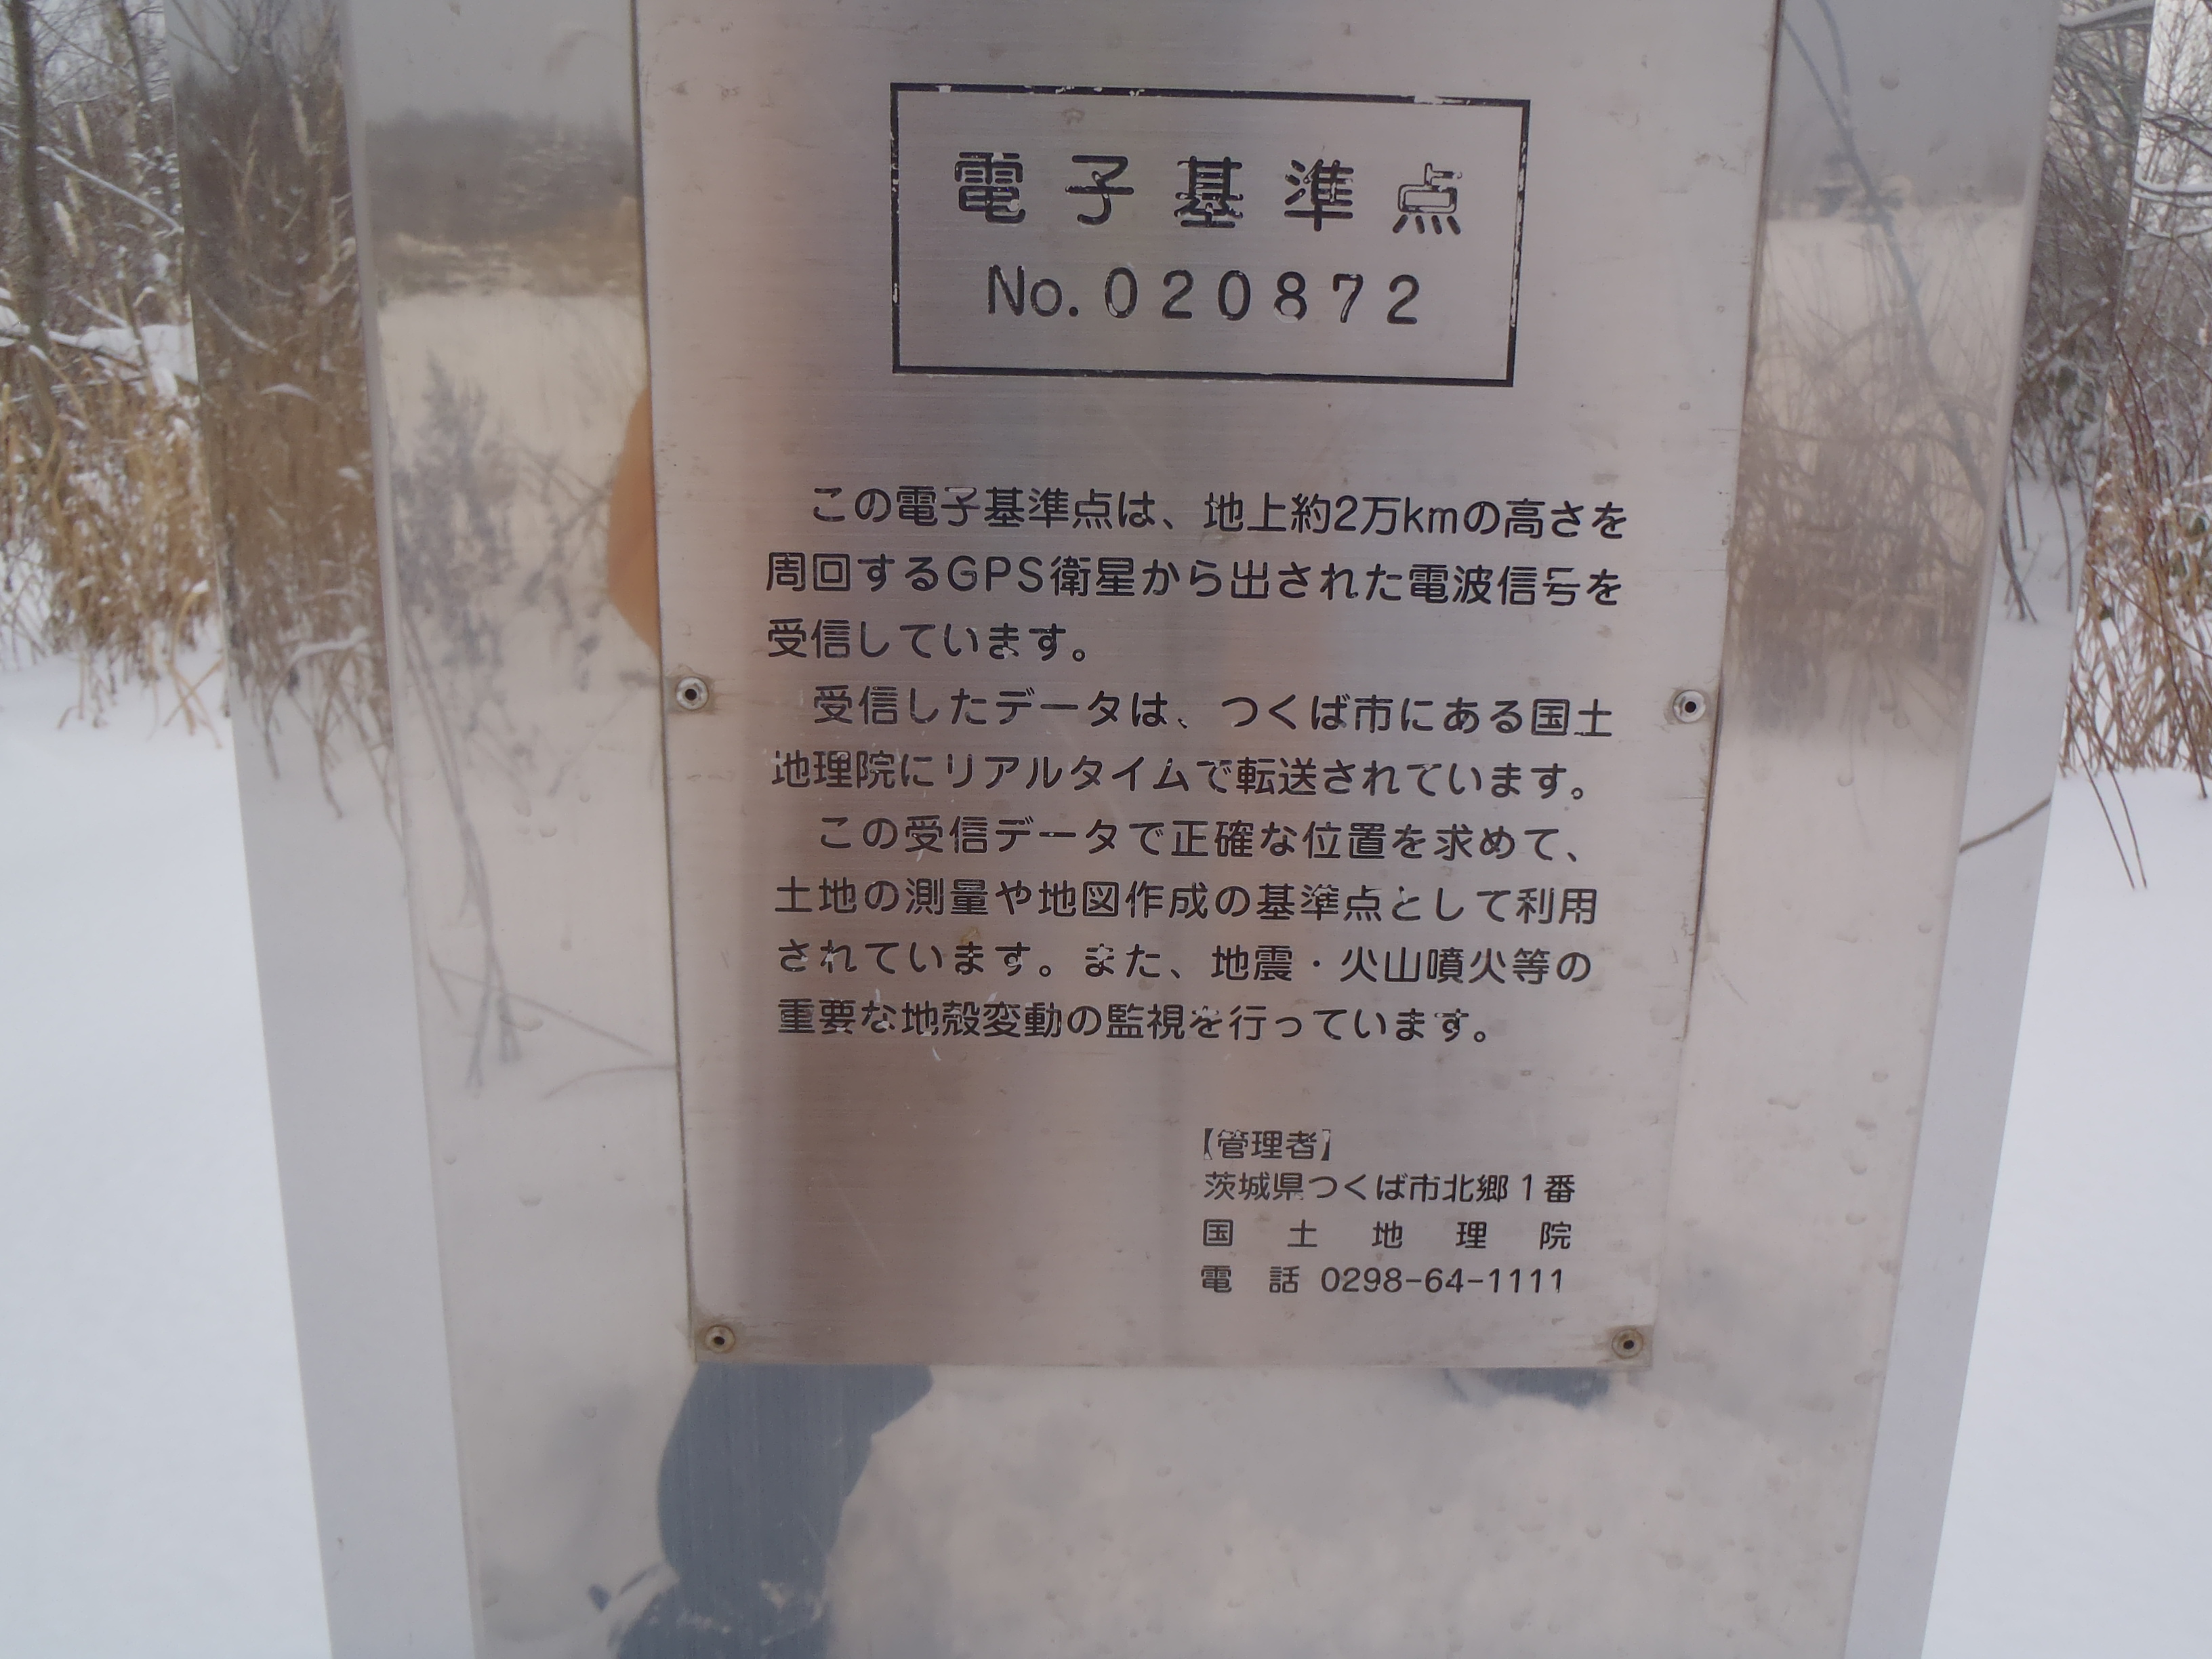 電子基準点
No.020872
この電子基準点は、地上約2万kmの高さを
周回するGPS衛星から出された電波信号を
受信しています。
受信したデータは、つくば市にある国土
地理院にリアルタイムで転送されています。
この受信データで正確な位置を求めて、
土地の測量や地図作成の基準点として利用
されています。また、地震・火山噴火等の
重要な地殻変動の監視を行っています。
【管理者】
茨城県つくば市北郷1番
国土地理院
電話 0298-64-1111